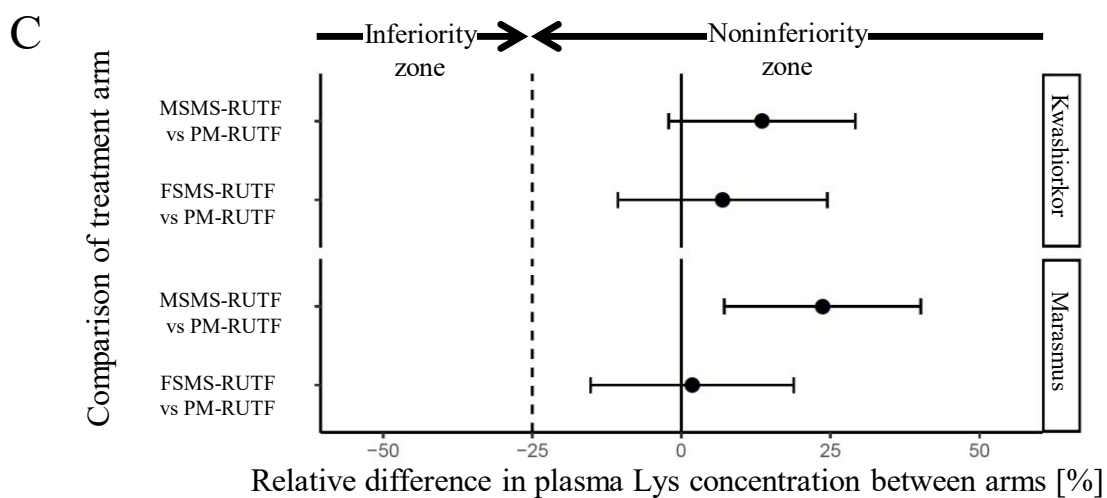 C
Inferiority
zone
Noninferiority
zone
Comparison of treatment arm
MSMS-RUTF
vs PM-RUTF
FSMS-RUTF
vs PM-RUTF
Kwashiorkor
MSMS-RUTF
vs PM-RUTF
FSMS-RUTF
vs PM-RUTF
Marasmus
−50 −25 0 25 50
Relative difference in plasma Lys concentration between arms [%]